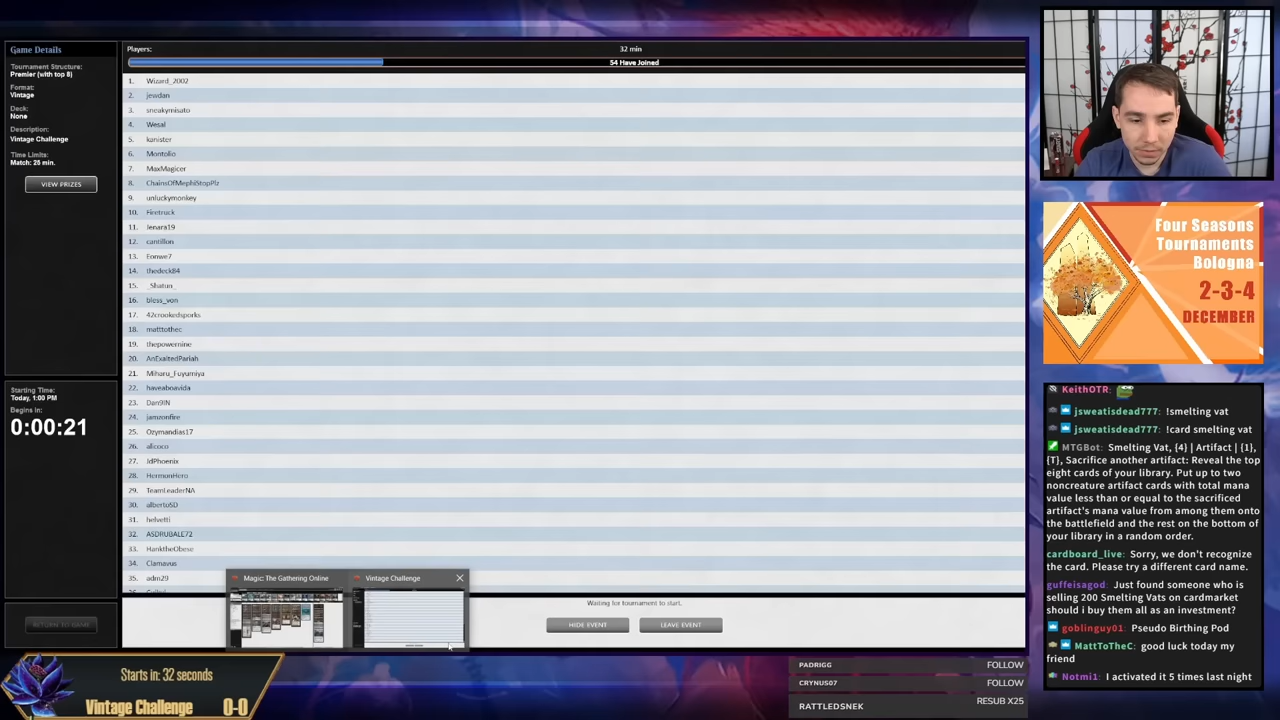 Game Details
Tournament Structure:
Premier (with top 8)
Format:
Vintage
Deck:
None
Description:
Vintage Challenge
Time Limits:
Match: 25 min.
VIEW PRIZES
Starting Time:
Today, 1:00 PM
Begins in:
0:00:21
RETURN TO GAME
Players:
32 min
54 Have Joined
1. Wizard_2002
2. jewdan
3. sneakymisato
4. Wesal
5. kanister
6. Montolio
7. MaxMagicer
8. ChainsOfMephiStopPlz
9. unluckymonkey
10. Firetruck
11. Jenara19
12. cantillon
13. Eonwe7
14. thedeck84
15. _Shatun_
16. bless_von
17. 42crookedsporks
18. matttothec
19. thepowernine
20. AnExaltedPariah
21. Miharu_Fuyumiya
22. haveaboavida
23. Dan9IN
24. jamzonfire
25. Ozymandias17
26. allcoco
27. JdPhoenix
28. HermonHero
29. TeamLeaderNA
30. albertoSD
31. helvetti
32. ASDRUBALE72
33. HanktheObese
34. Clamavus
35. adm29
Magic: The Gathering Online
Vintage Challenge
Waiting for tournament to start.
HIDE EVENT
LEAVE EVENT
Starts in: 32 seconds
Vintage Challenge 0-0
PADRIGG FOLLOW
CRYNUS07 FOLLOW
RATTLEDSNEK RESUB X25
Four Seasons
Tournaments
Bologna
2-3-4
DECEMBER
KeithOTR:
jsweatisdead777: !smelting vat
jsweatisdead777: !card smelting vat
MTGBot: Smelting Vat, {4} | Artifact | {1},
{T}, Sacrifice another artifact: Reveal the top
eight cards of your library. Put up to two
noncreature artifact cards with total mana
value less than or equal to the sacrificed
artifact's mana value from among them onto
the battlefield and the rest on the bottom of
your library in a random order.
cardboard_live: Sorry, we don't recognize
the card. Please try a different card name.
guffeisagod: Just found someone who is
selling 200 Smelting Vats on cardmarket
should i buy them all as an investment?
goblinguy01: Pseudo Birthing Pod
MattToTheC: good luck today my
friend
Notmi1: I activated it 5 times last night